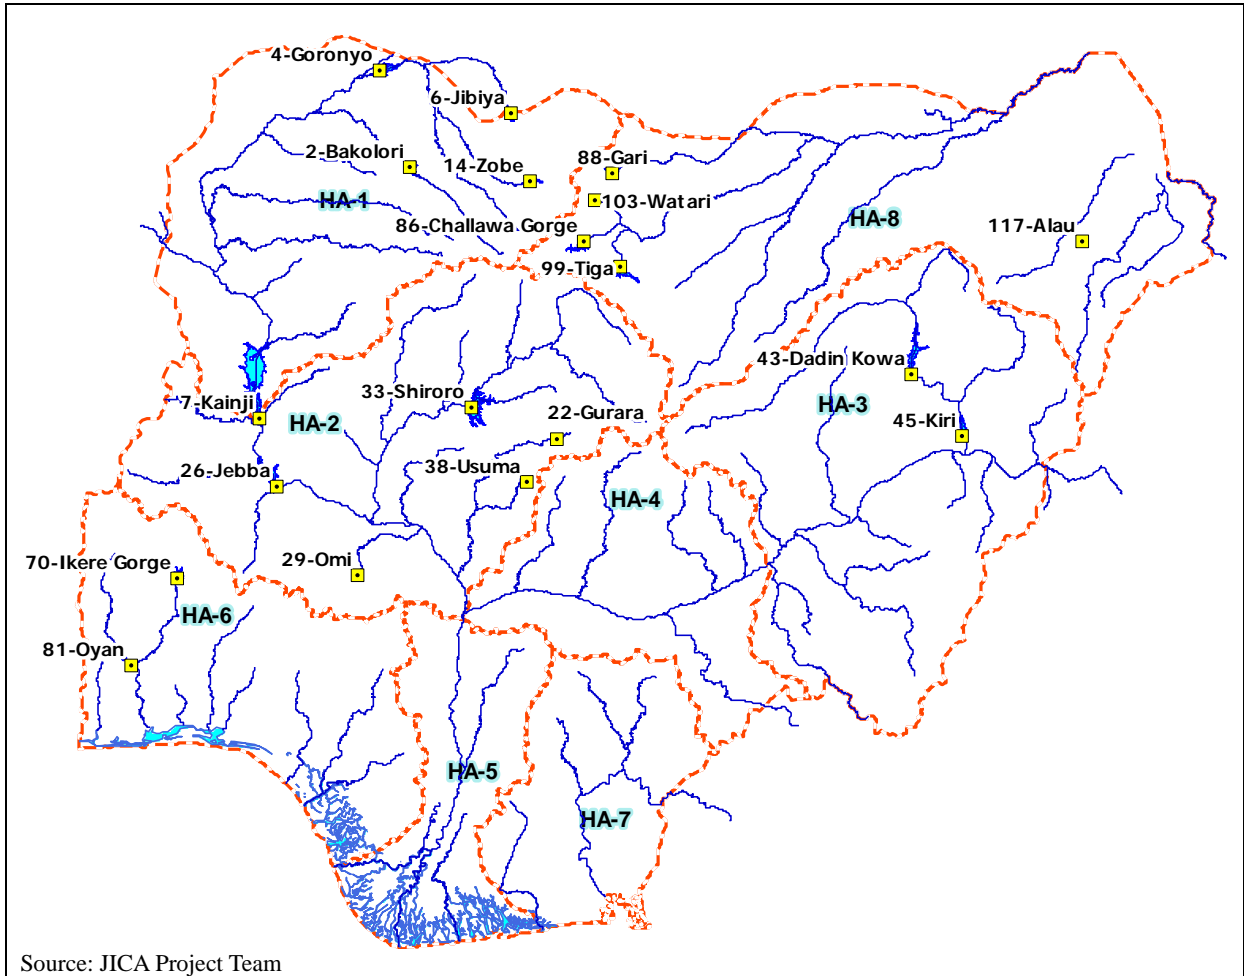 4-Goronyo
6-Jibiya
2-Bakolori
14-Zobe
88-Gari
HA-1
103-Watari
86-Challawa Gorge
HA-8
117-Alau
99-Tiga
43-Dadin Kowa
7-Kainji
33-Shiroro
22-Gurara
HA-3
HA-2
45-Kiri
26-Jebba
38-Usuma
HA-4
70-Ikere Gorge
29-Omi
HA-6
81-Oyan
HA-5
HA-7
Source: JICA Project Team